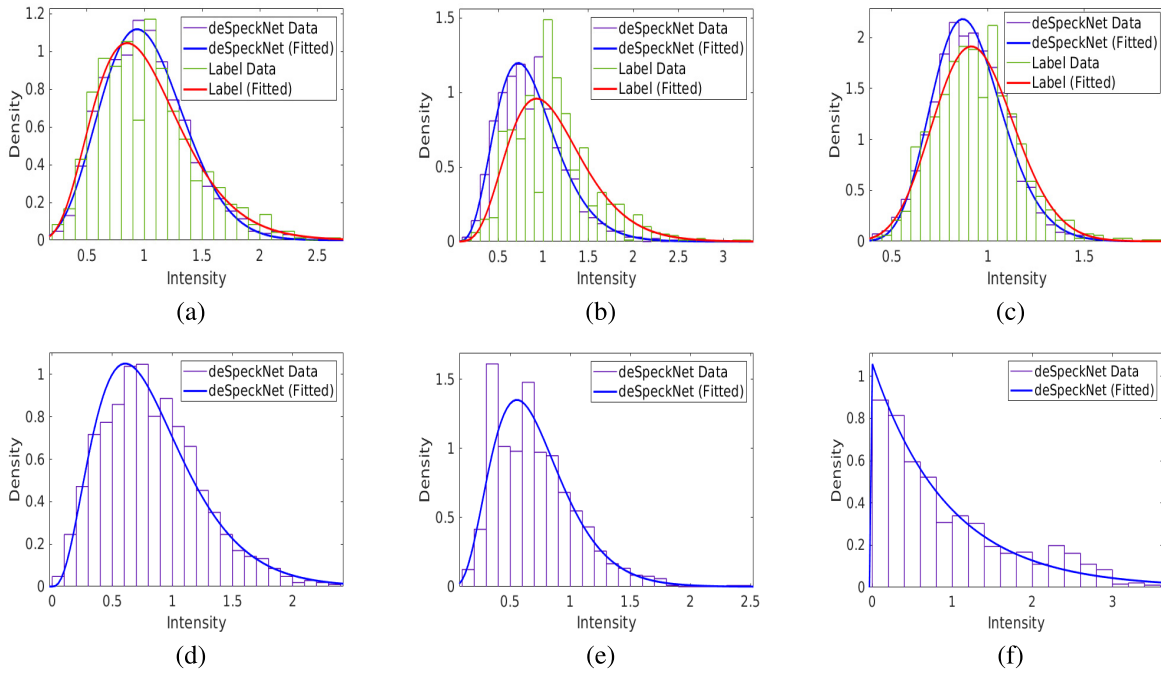 1.2
1
0.8
0.6
0.4
0.2
0
Density
0.5 1 1.5 2 2.5
Intensity
deSpeckNet Data
deSpeckNet (Fitted)
Label Data
Label (Fitted)
(a)
1.5
1
0.5
0
Density
0.5 1 1.5 2 2.5 3
Intensity
deSpeckNet Data
deSpeckNet (Fitted)
Label Data
Label (Fitted)
(b)
2
1.5
1
0.5
0
Density
0.5 1 1.5
Intensity
deSpeckNet Data
deSpeckNet (Fitted)
Label Data
Label (Fitted)
(c)
1
0.8
0.6
0.4
0.2
0
Density
0 0.5 1 1.5 2
Intensity
deSpeckNet Data
deSpeckNet (Fitted)
(d)
1.5
1
0.5
0
Density
0.5 1 1.5 2 2.5
Intensity
deSpeckNet Data
deSpeckNet (Fitted)
(e)
1
0.8
0.6
0.4
0.2
0
Density
0 1 2 3
Intensity
deSpeckNet Data
deSpeckNet (Fitted)
(f)